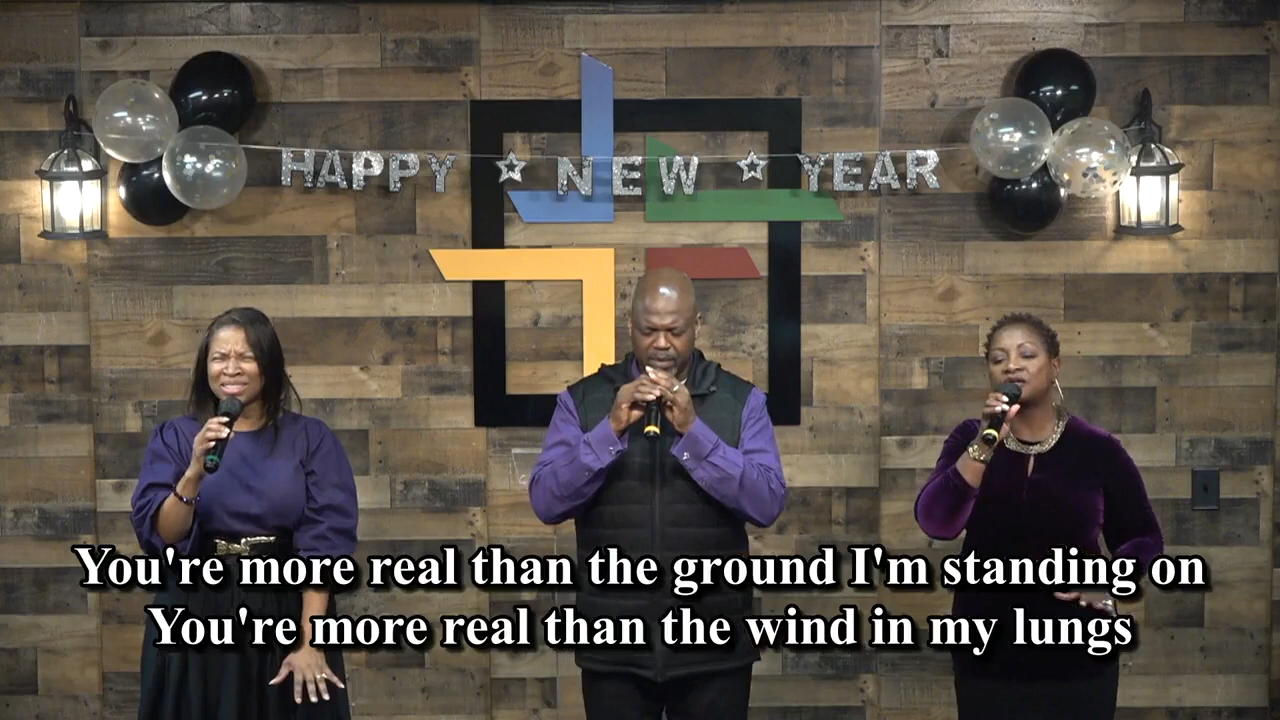 HAPPY NEW YEAR
You're more real than the ground I'm standing on
You're more real than the wind in my lungs